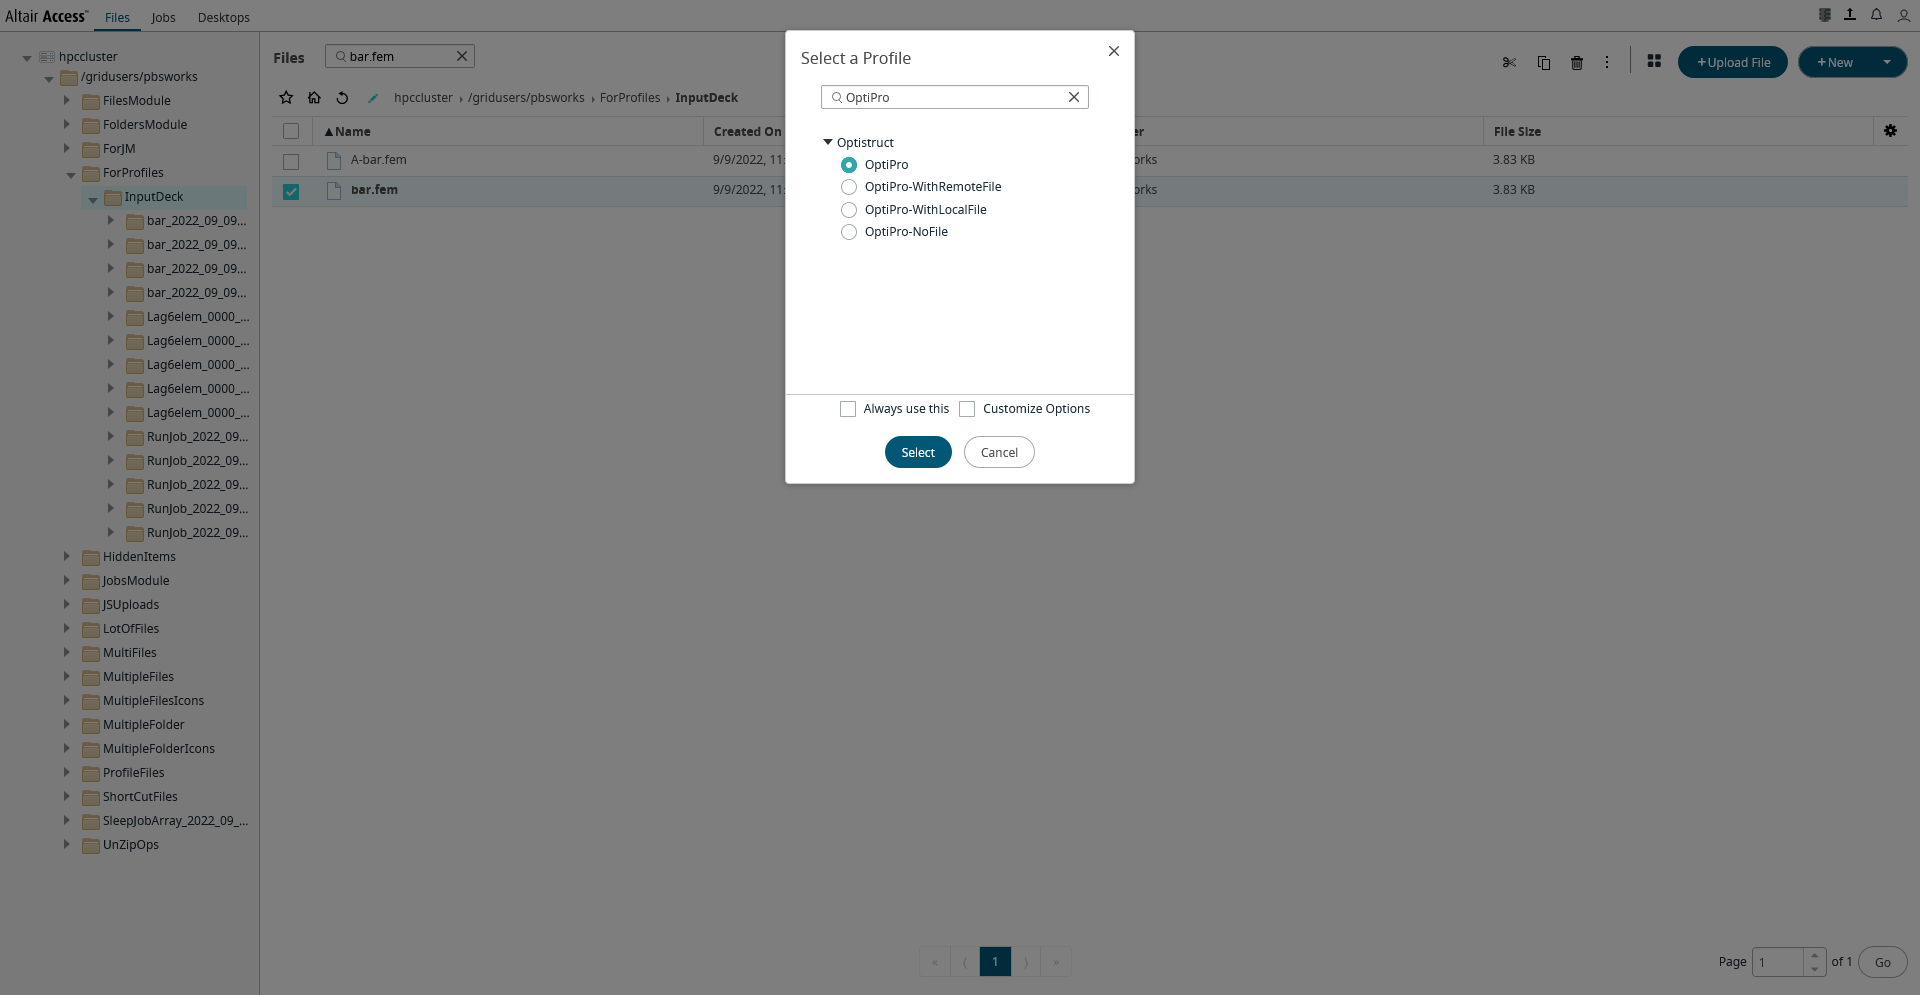 Altair Access™ Files Jobs Desktops
hpccluster
/gridusers/pbsworks
FilesModule
FoldersModule
ForJM
ForProfiles
InputDeck
bar_2022_09_09...
bar_2022_09_09...
bar_2022_09_09...
bar_2022_09_09...
Lag6elem_0000_...
Lag6elem_0000_...
Lag6elem_0000_...
Lag6elem_0000_...
Lag6elem_0000_...
RunJob_2022_09...
RunJob_2022_09...
RunJob_2022_09...
RunJob_2022_09...
RunJob_2022_09...
HiddenItems
JobsModule
JSUploads
LotOfFiles
MultiFiles
MultipleFiles
MultipleFilesIcons
MultipleFolder
MultipleFolderIcons
ProfileFiles
ShortCutFiles
SleepJobArray_2022_09_...
UnZipOps
Files bar.fem
+Upload File +New
hpccluster › /gridusers/pbsworks › ForProfiles › InputDeck
Name Created On er File Size
A-bar.fem 9/9/2022, 11: orks 3.83 KB
bar.fem 9/9/2022, 11: orks 3.83 KB
Select a Profile
OptiPro
Optistruct
OptiPro
OptiPro-WithRemoteFile
OptiPro-WithLocalFile
OptiPro-NoFile
Always use this Customize Options
Select Cancel
« ⟨ 1 ⟩ »
Page 1 of 1 Go